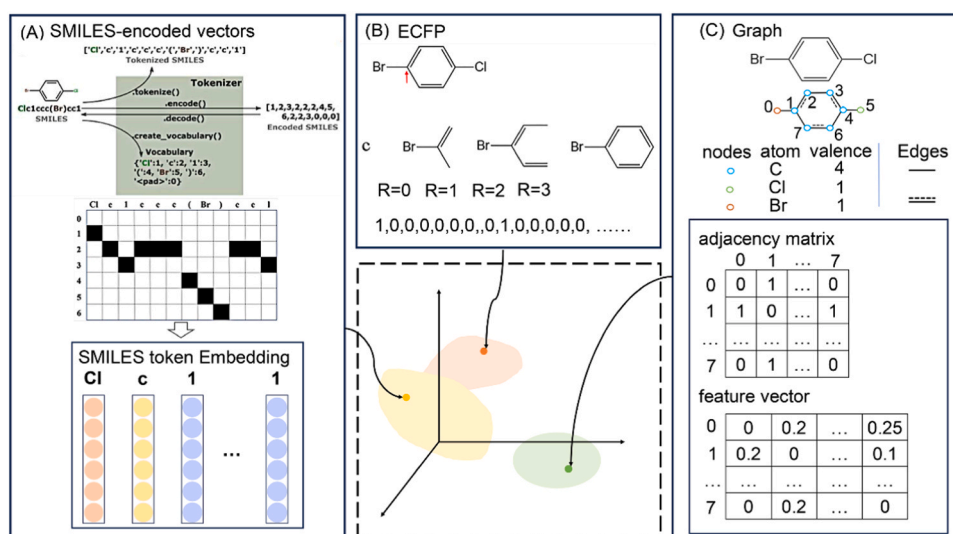 (A) SMILES-encoded vectors
['Cl','c','1','c','c','c','(','Br',')','c','c','1']
Tokenized SMILES
Br
Cl
Clc1ccc(Br)cc1
SMILES
Tokenizer
.tokenize()
.encode()
.decode()
.create_vocabulary()
[1,2,3,2,2,2,4,5,
6,2,2,3,0,0,0]
Encoded SMILES
Vocabulary
{'Cl':1, 'c':2, '1':3,
'(':4, 'Br':5, ')':6,
'<pad>':0}
Cl c 1 c c c ( Br ) c c 1
0
1
2
3
4
5
6
SMILES token Embedding
Cl c 1 1
...
(B) ECFP
Br Cl
c Br Br Br
R=0 R=1 R=2 R=3
1,0,0,0,0,0,0,,0,1,0,0,0,0,0, ......
(C) Graph
Br Cl
0 1 2 3 4 5 6 7
nodes atom valence Edges
C 4
Cl 1
Br 1
adjacency matrix
0 1 ... 7
0 0 1 ... 0
1 1 0 ... 1
... ... ... ... ...
7 0 1 ... 0
feature vector
0 0 0.2 ... 0.25
1 0.2 0 ... 0.1
... ... ... ... ...
7 0 0.2 ... 0